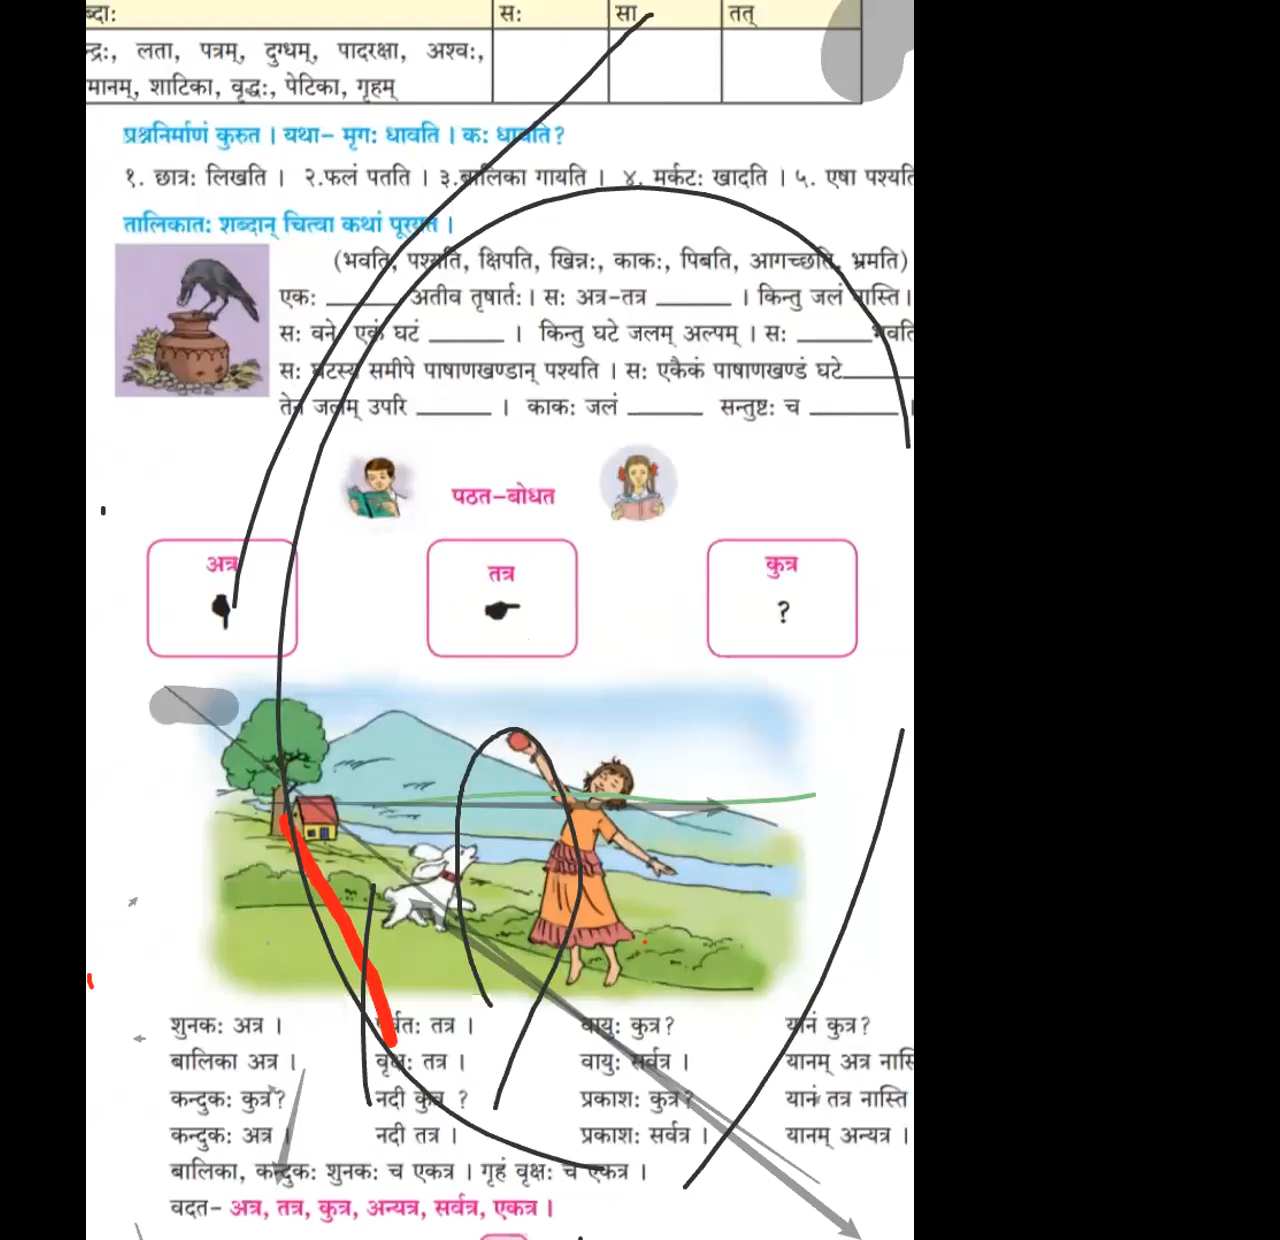 ब्दा: स: सा तत्
न्द्र:, लता, पत्रम्, दुग्धम्, पादरक्षा, अश्व:,
मानम्, शाटिका, वृद्ध:, पेटिका, गृहम्
प्रश्ननिर्माणं कुरुत । यथा- मृग: धावति । क: धावति?
१. छात्र: लिखति । २.फलं पतति । ३.बालिका गायति । ४. मर्कट: खादति । ५. एषा पश्यति
तालिकात: शब्दान् चित्वा कथां पूरयत ।
(भवति, पश्यति, क्षिपति, खिन्न:, काक:, पिबति, आगच्छति, भ्रमति)
एक: ______ अतीव तृषार्त: । स: अत्र-तत्र ______ । किन्तु जलं नास्ति ।
स: वने एकं घटं ______ । किन्तु घटे जलम् अल्पम् । स: ______ भवति
स: घटस्य समीपे पाषाणखण्डान् पश्यति । स: एकैकं पाषाणखण्डं घटे______
तेन जलम् उपरि ______ । काक: जलं ______ सन्तुष्ट: च ______ ।
पठत-बोधत
अत्र तत्र कुत्र
?
शुनक: अत्र । पर्वत: तत्र । वायु: कुत्र? यानं कुत्र?
बालिका अत्र । वृक्ष: तत्र । वायु: सर्वत्र । यानम् अत्र नास्ति
कन्दुक: कुत्र? नदी कुत्र ? प्रकाश: कुत्र? यानं तत्र नास्ति
कन्दुक: अत्र । नदी तत्र । प्रकाश: सर्वत्र । यानम् अन्यत्र ।
बालिका, कन्दुक: शुनक: च एकत्र । गृहं वृक्ष: च एकत्र ।
वदत- अत्र, तत्र, कुत्र, अन्यत्र, सर्वत्र, एकत्र ।